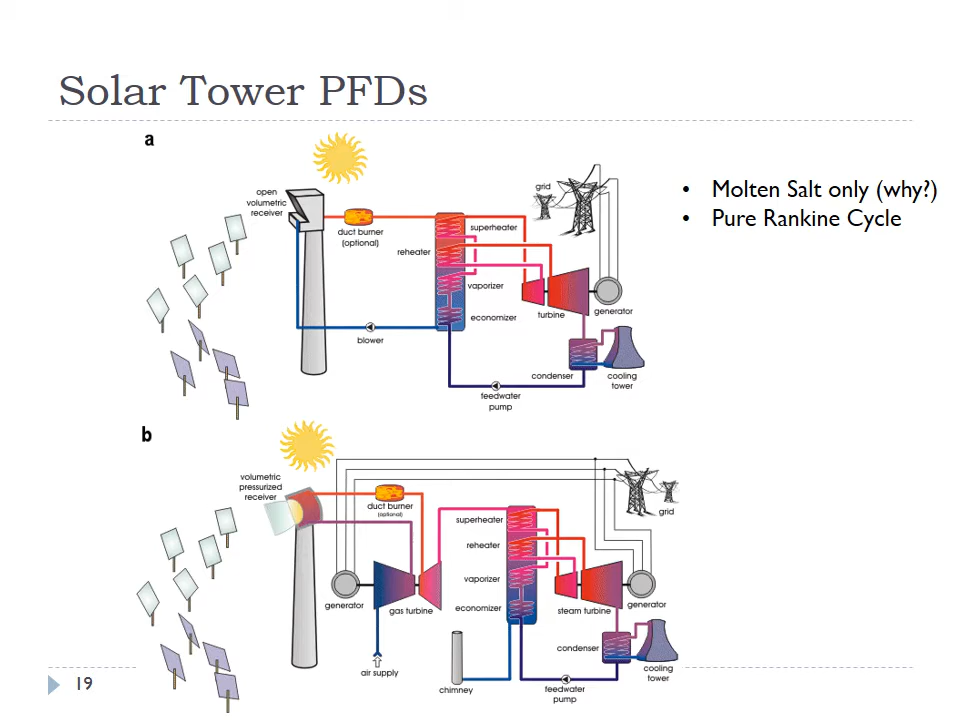 Solar Tower PFDs
a
open
volumetric
receiver
duct burner
(optional)
superheater
reheater
vaporizer
economizer
blower
feedwater
pump
turbine
generator
grid
condenser
cooling
tower
• Molten Salt only (why?)
• Pure Rankine Cycle
b
volumetric
pressurized
receiver
duct burner
(optional)
superheater
reheater
vaporizer
economizer
generator
gas turbine
air supply
chimney
feedwater
pump
steam turbine
generator
grid
condenser
cooling
tower
19